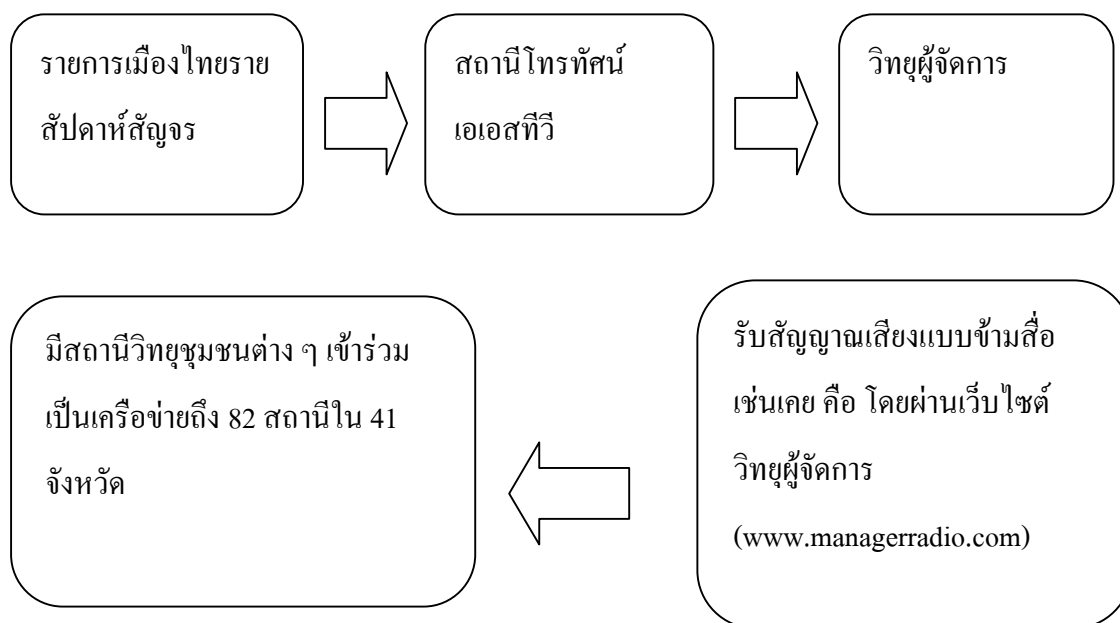 รายการเมืองไทยราย
สัปดาห์สัญจร
สถานีโทรทัศน์
เอเอสทีวี
วิทยุผู้จัดการ
มีสถานีวิทยุชุมชนต่าง ๆ เข้าร่วม
เป็นเครือข่ายถึง 82 สถานีใน 41
จังหวัด
รับสัญญาณเสียงแบบข้ามสื่อ
เช่นเคย คือ โดยผ่านเว็บไซต์
วิทยุผู้จัดการ
(www.managerradio.com)